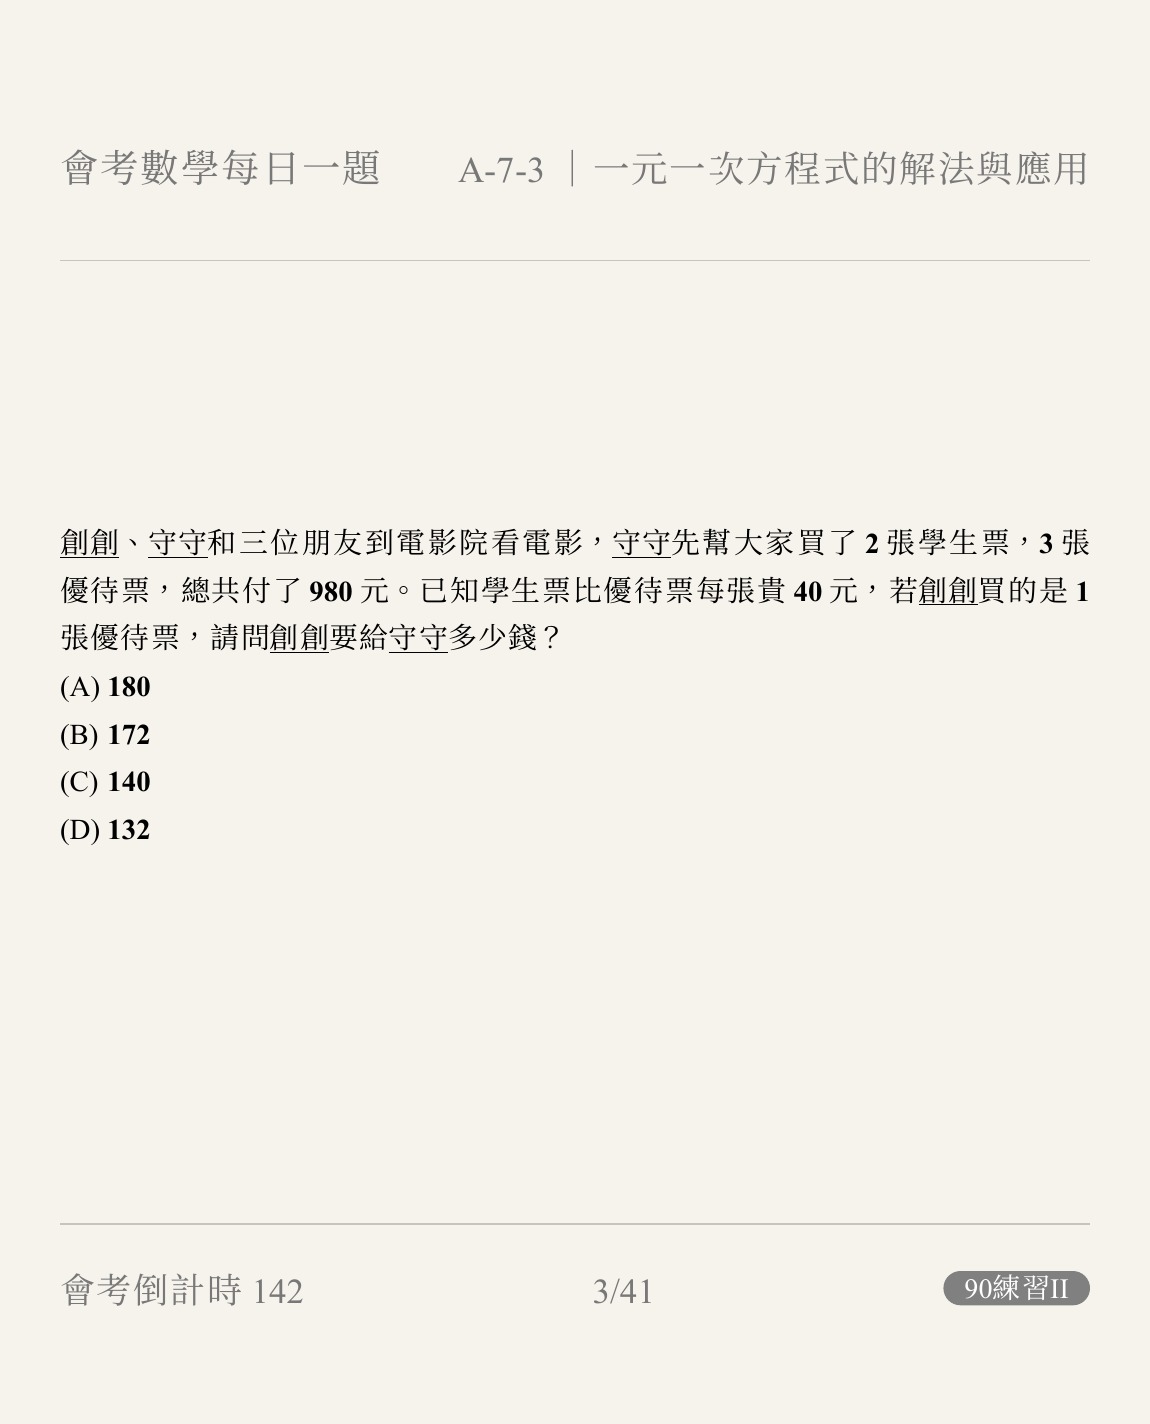 會考數學每日一題 A-7-3 ｜一元一次方程式的解法與應用
創創、守守和三位朋友到電影院看電影，守守先幫大家買了 2 張學生票，3 張
優待票，總共付了 980 元。已知學生票比優待票每張貴 40 元，若創創買的是 1
張優待票，請問創創要給守守多少錢？
(A) 180
(B) 172
(C) 140
(D) 132
會考倒計時 142 3/41 90練習II